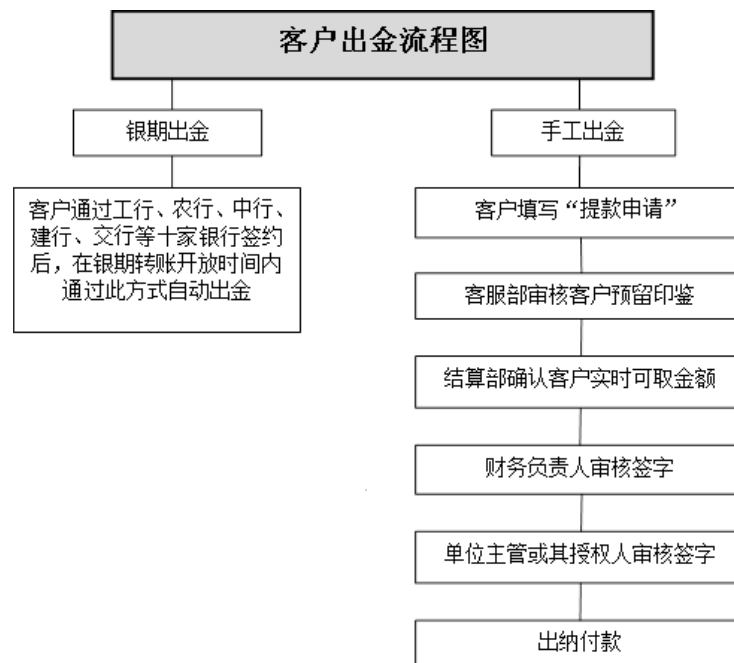 客户出金流程图
银期出金
客户通过工行、农行、中行、
建行、交行等十家银行签约
后，在银期转账开放时间内
通过此方式自动出金
手工出金
客户填写“提款申请”
客服部审核客户预留印鉴
结算部确认客户实时可取金额
财务负责人审核签字
单位主管或其授权人审核签字
出纳付款